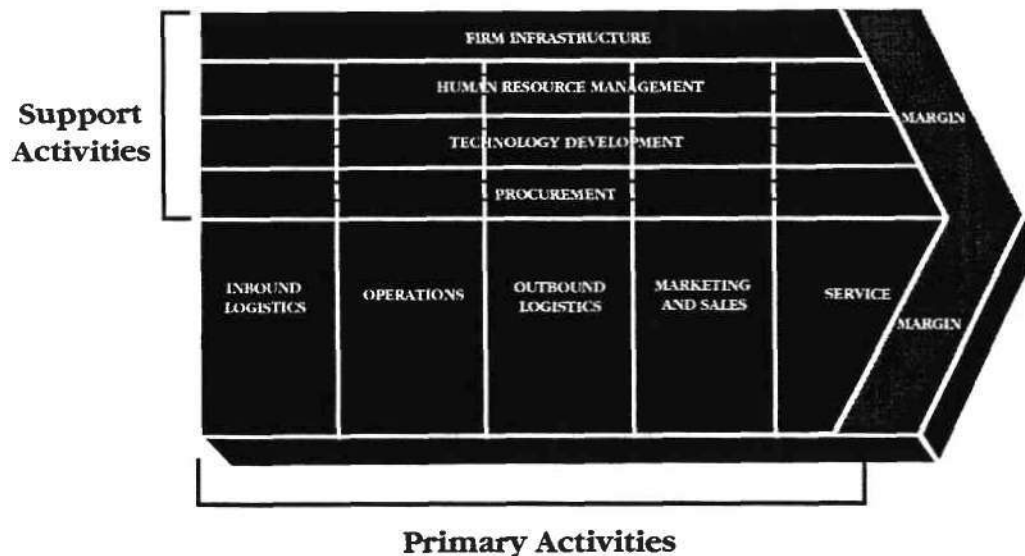 FIRM INFRASTRUCTURE
HUMAN RESOURCE MANAGEMENT
Support
Activities
TECHNOLOGY DEVELOPMENT
PROCUREMENT
MARGIN
INBOUND
LOGISTICS
OPERATIONS
OUTBOUND
LOGISTICS
MARKETING
AND SALES
SERVICE
MARGIN
Primary Activities